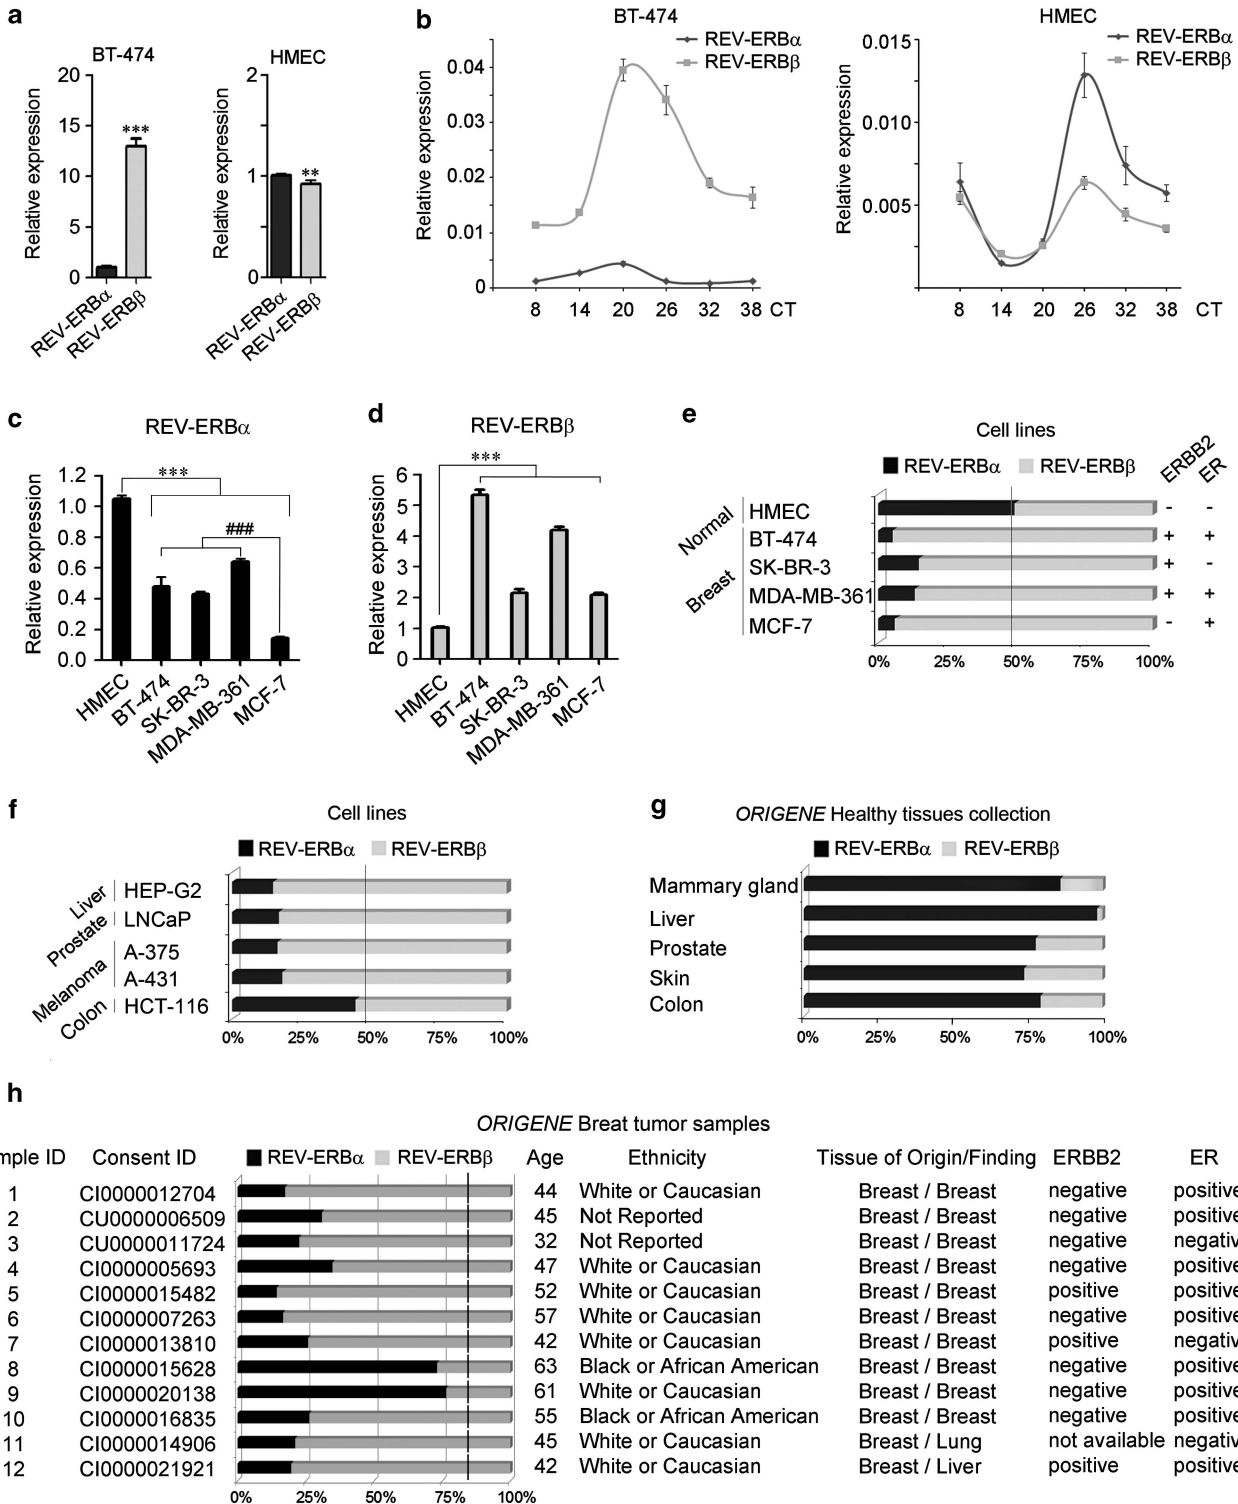 a
BT-474
HMEC
Relative expression
20
15
10
5
0
***
REV-ERBα
REV-ERBβ
Relative expression
2
1
0
**
REV-ERBα
REV-ERBβ
b
BT-474
REV-ERBα
REV-ERBβ
Relative expression
0.04
0.03
0.02
0.01
0
8 14 20 26 32 38 CT
HMEC
REV-ERBα
REV-ERBβ
Relative expression
0.015
0.010
0.005
8 14 20 26 32 38 CT
c
REV-ERBα
Relative expression
1.2
1.0
0.8
0.6
0.4
0.2
0.0
***
###
HMEC
BT-474
SK-BR-3
MDA-MB-361
MCF-7
d
REV-ERBβ
Relative expression
6
5
4
3
2
1
0
***
HMEC
BT-474
SK-BR-3
MDA-MB-361
MCF-7
e
Cell lines
REV-ERBα REV-ERBβ
ERBB2
ER
Normal
HMEC - -
Breast
BT-474 + +
SK-BR-3 + -
MDA-MB-361 + +
MCF-7 - +
0% 25% 50% 75% 100%
f
Cell lines
REV-ERBα REV-ERBβ
Liver
HEP-G2
Prostate
LNCaP
Melanoma
A-375
A-431
Colon
HCT-116
0% 25% 50% 75% 100%
g
ORIGENE Healthy tissues collection
REV-ERBα REV-ERBβ
Mammary gland
Liver
Prostate
Skin
Colon
0% 25% 50% 75% 100%
h
ORIGENE Breat tumor samples
mple ID Consent ID REV-ERBα REV-ERBβ Age Ethnicity Tissue of Origin/Finding ERBB2 ER
1 CI0000012704 44 White or Caucasian Breast / Breast negative positive
2 CU0000006509 45 Not Reported Breast / Breast negative positive
3 CU0000011724 32 Not Reported Breast / Breast negative negativ
4 CI0000005693 47 White or Caucasian Breast / Breast negative positive
5 CI0000015482 52 White or Caucasian Breast / Breast positive positive
6 CI0000007263 57 White or Caucasian Breast / Breast negative positive
7 CI0000013810 42 White or Caucasian Breast / Breast positive negativ
8 CI0000015628 63 Black or African American Breast / Breast negative positive
9 CI0000020138 61 White or Caucasian Breast / Breast negative positive
10 CI0000016835 55 Black or African American Breast / Breast negative positive
11 CI0000014906 45 White or Caucasian Breast / Lung not available negativ
12 CI0000021921 42 White or Caucasian Breast / Liver positive positive
0% 25% 50% 75% 100%